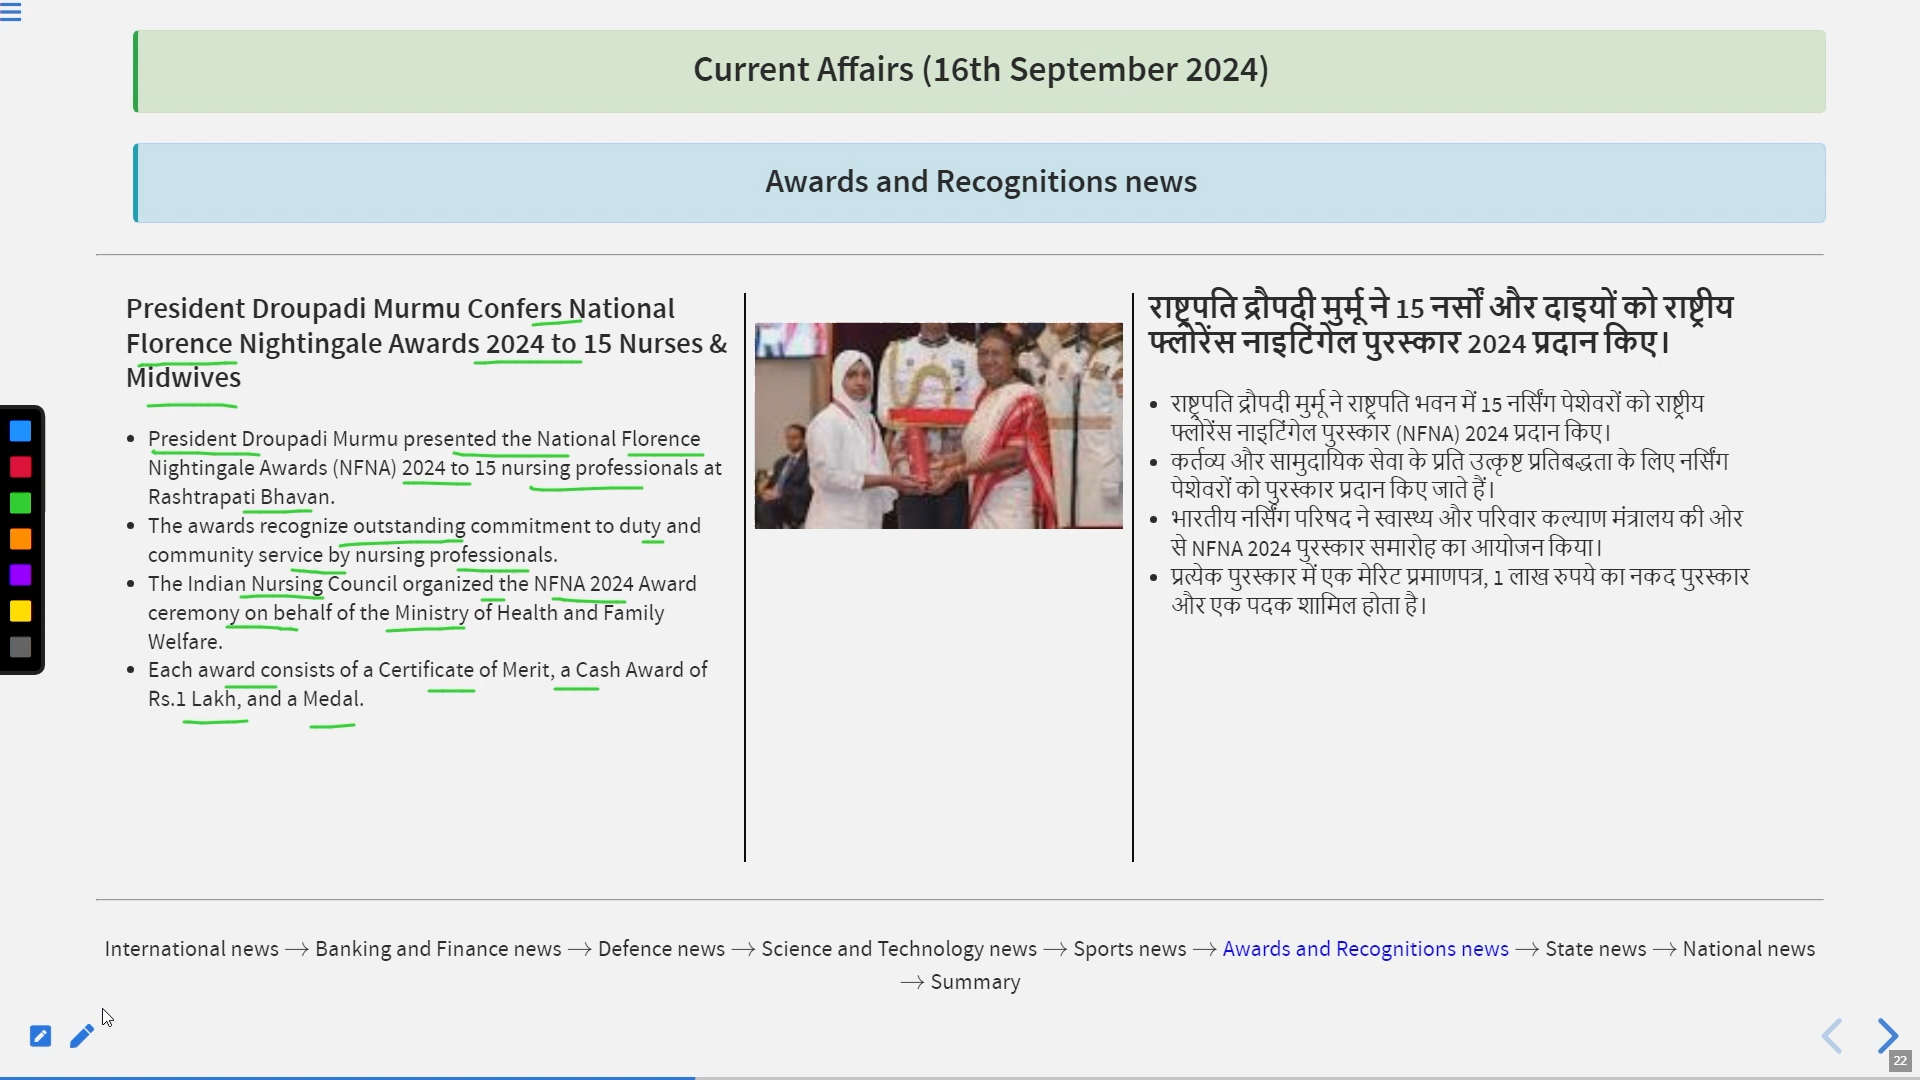 Current Affairs (16th September 2024)
Awards and Recognitions news
President Droupadi Murmu Confers National
Florence Nightingale Awards 2024 to 15 Nurses &
Midwives
• President Droupadi Murmu presented the National Florence
Nightingale Awards (NFNA) 2024 to 15 nursing professionals at
Rashtrapati Bhavan.
• The awards recognize outstanding commitment to duty and
community service by nursing professionals.
• The Indian Nursing Council organized the NFNA 2024 Award
ceremony on behalf of the Ministry of Health and Family
Welfare.
• Each award consists of a Certificate of Merit, a Cash Award of
Rs.1 Lakh, and a Medal.
राष्ट्रपति द्रौपदी मुर्मू ने 15 नर्सों और दाइयों को राष्ट्रीय
फ्लोरेंस नाइटिंगेल पुरस्कार 2024 प्रदान किए।
• राष्ट्रपति द्रौपदी मुर्मू ने राष्ट्रपति भवन में 15 नर्सिंग पेशेवरों को राष्ट्रीय
फ्लोरेंस नाइटिंगेल पुरस्कार (NFNA) 2024 प्रदान किए।
• कर्तव्य और सामुदायिक सेवा के प्रति उत्कृष्ट प्रतिबद्धता के लिए नर्सिंग
पेशेवरों को पुरस्कार प्रदान किए जाते हैं।
• भारतीय नर्सिंग परिषद ने स्वास्थ्य और परिवार कल्याण मंत्रालय की ओर
से NFNA 2024 पुरस्कार समारोह का आयोजन किया।
• प्रत्येक पुरस्कार में एक मेरिट प्रमाणपत्र, 1 लाख रुपये का नकद पुरस्कार
और एक पदक शामिल होता है।
International news → Banking and Finance news → Defence news → Science and Technology news → Sports news → Awards and Recognitions news → State news → National news
→ Summary
22